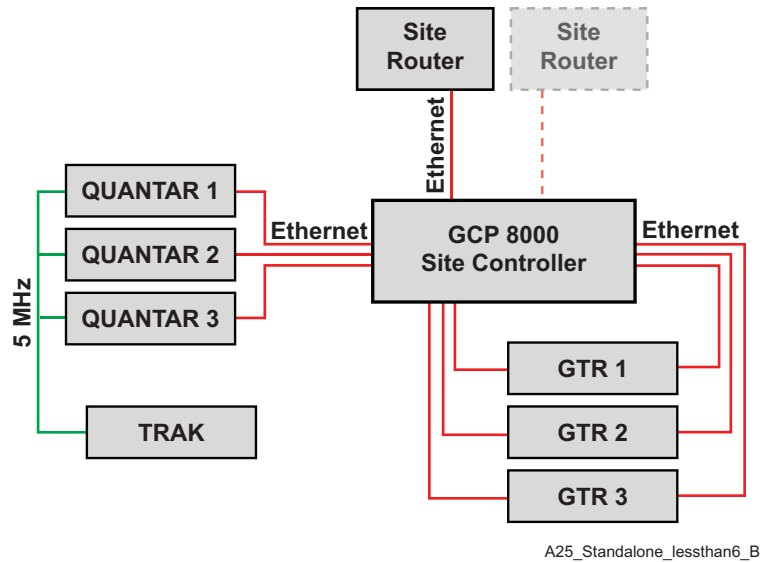 Site
Router
Site
Router
Ethernet
QUANTAR 1
QUANTAR 2
QUANTAR 3
5 MHz
TRAK
Ethernet
GCP 8000
Site Controller
Ethernet
GTR 1
GTR 2
GTR 3
A25_Standalone_lessthan6_B